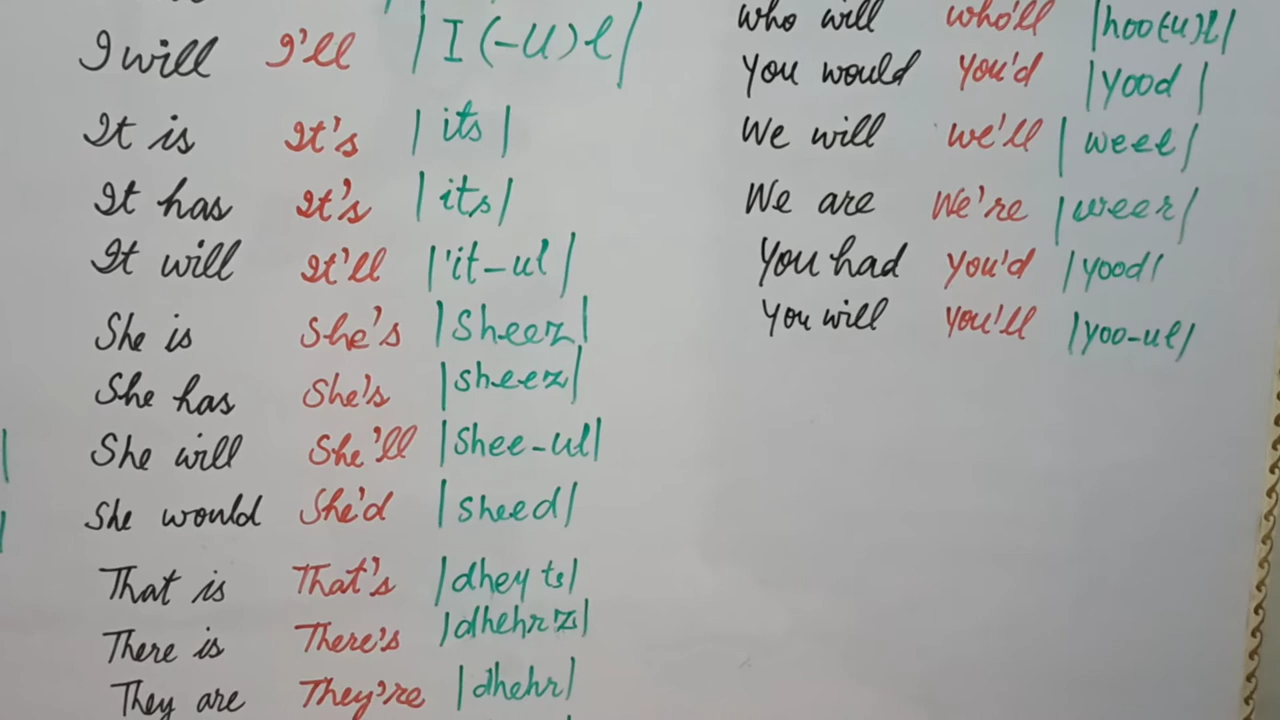 I will I'll |I(-u)l|
It is It's |its|
It has It's |its|
It will It'll |'it-ul|
She is She's |Sheez|
She has She's |sheez|
She will She'll |Shee-ul|
She would She'd |sheed|
That is That's |dheyts|
There is There's |dhehrz|
They are They're |dhehr|
who will who'll |hoo(u)l|
You would You'd |yood|
We will we'll |weel|
We are We're |weer|
You had You'd |yood|
You will You'll |yoo-ul|